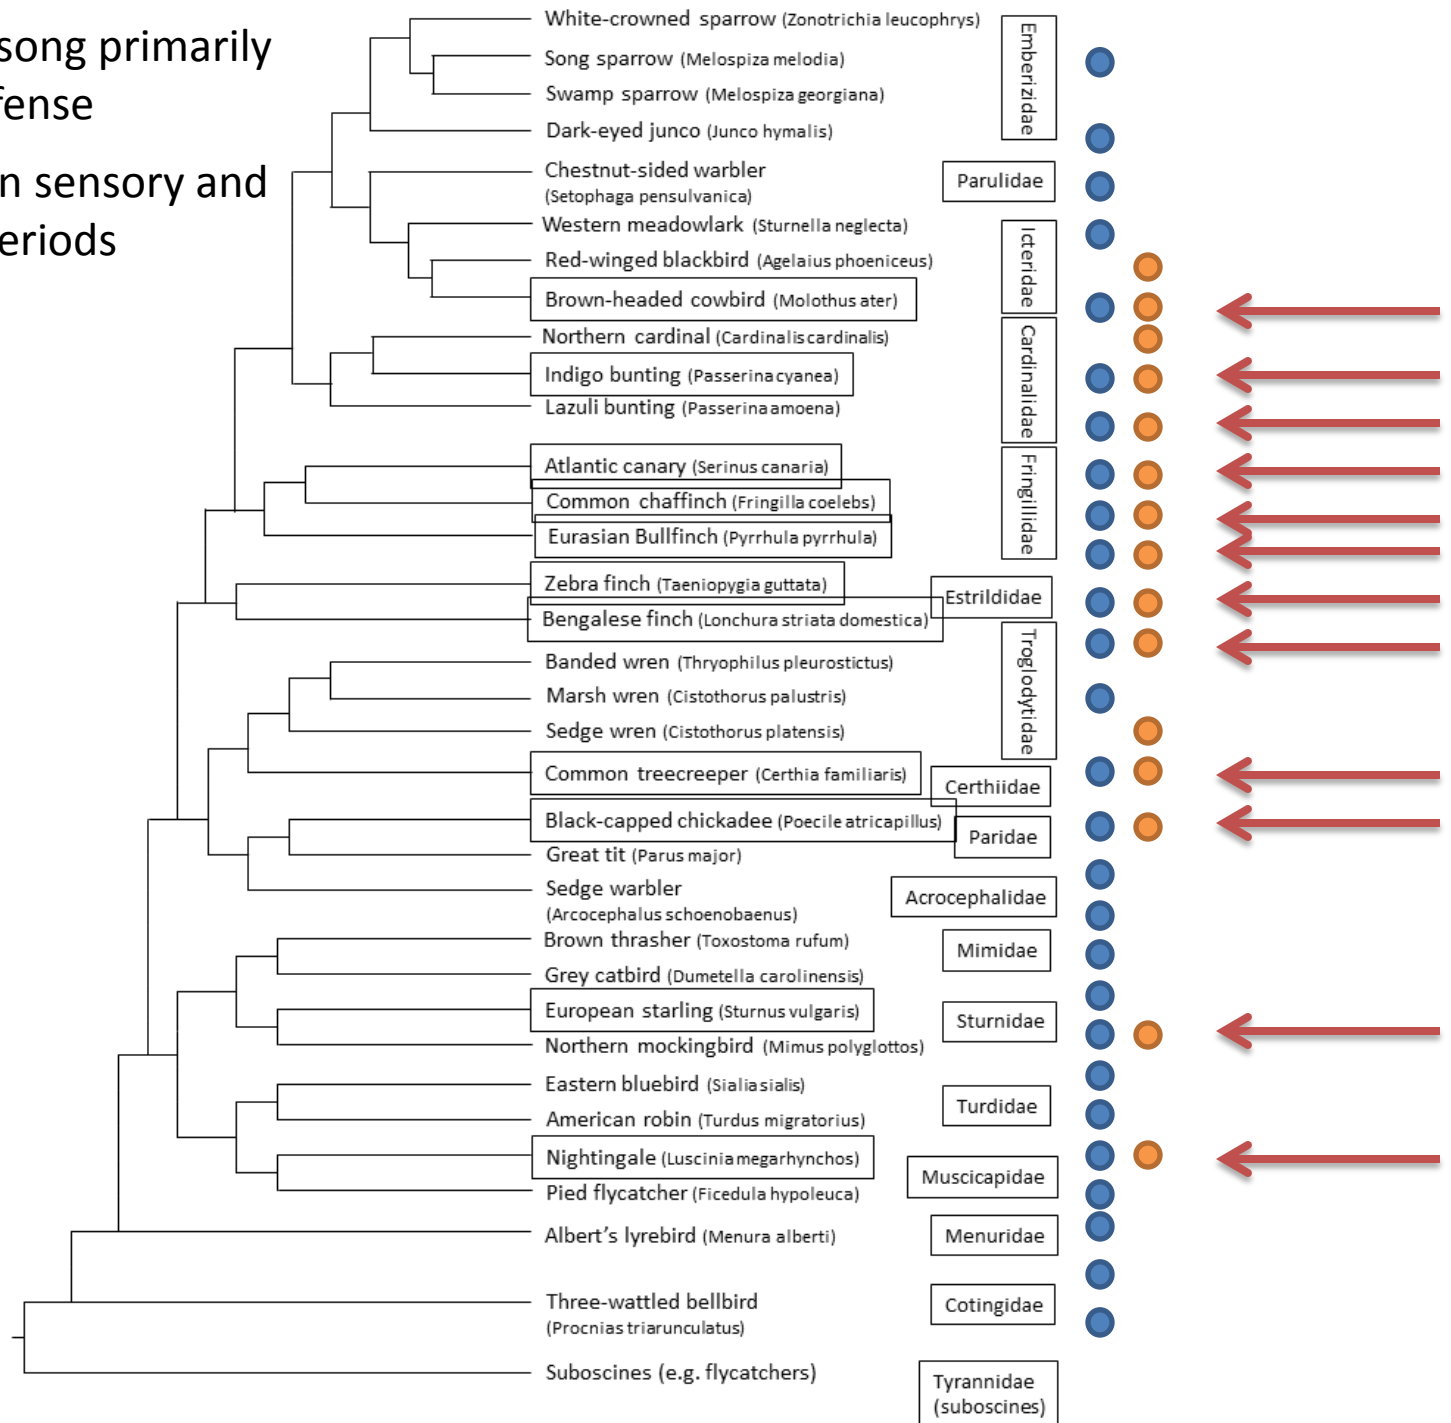 song primarily
fense
n sensory and
eriods
White-crowned sparrow (Zonotrichia leucophrys)
Song sparrow (Melospiza melodia)
Swamp sparrow (Melospiza georgiana)
Dark-eyed junco (Junco hymalis)
Emberizidae
Chestnut-sided warbler
(Setophaga pensulvanica)
Parulidae
Western meadowlark (Sturnella neglecta)
Red-winged blackbird (Agelaius phoeniceus)
Brown-headed cowbird (Molothus ater)
Icteridae
Northern cardinal (Cardinalis cardinalis)
Indigo bunting (Passerina cyanea)
Lazuli bunting (Passerina amoena)
Cardinalidae
Atlantic canary (Serinus canaria)
Common chaffinch (Fringilla coelebs)
Eurasian Bullfinch (Pyrrhula pyrrhula)
Fringillidae
Zebra finch (Taeniopygia guttata)
Bengalese finch (Lonchura striata domestica)
Estrildidae
Banded wren (Thryophilus pleurostictus)
Marsh wren (Cistothorus palustris)
Sedge wren (Cistothorus platensis)
Troglodytidae
Common treecreeper (Certhia familiaris)
Certhiidae
Black-capped chickadee (Poecile atricapillus)
Great tit (Parus major)
Paridae
Sedge warbler
(Arcocephalus schoenobaenus)
Acrocephalidae
Brown thrasher (Toxostoma rufum)
Grey catbird (Dumetella carolinensis)
Mimidae
European starling (Sturnus vulgaris)
Northern mockingbird (Mimus polyglottos)
Sturnidae
Eastern bluebird (Sialia sialis)
American robin (Turdus migratorius)
Turdidae
Nightingale (Luscinia megarhynchos)
Pied flycatcher (Ficedula hypoleuca)
Muscicapidae
Albert’s lyrebird (Menura alberti)
Menuridae
Three-wattled bellbird
(Procnias triarunculatus)
Cotingidae
Suboscines (e.g. flycatchers)
Tyrannidae
(suboscines)